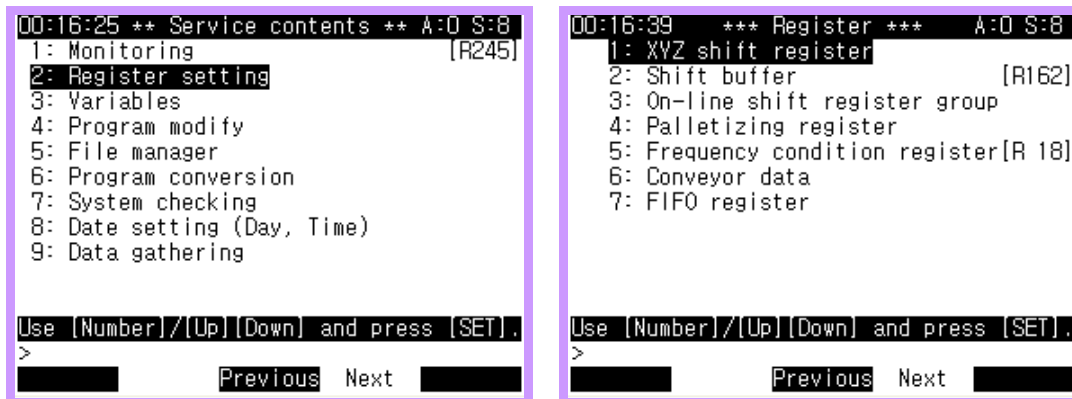 00:16:25 ** Service contents ** A:0 S:8
1: Monitoring [R245]
2: Register setting
3: Variables
4: Program modify
5: File manager
6: Program conversion
7: System checking
8: Date setting (Day, Time)
9: Data gathering
Use [Number]/[Up][Down] and press [SET].
>
Previous Next
00:16:39 *** Register *** A:0 S:8
1: XYZ shift register
2: Shift buffer [R162]
3: On-line shift register group
4: Palletizing register
5: Frequency condition register[R 18]
6: Conveyor data
7: FIFO register
Use [Number]/[Up][Down] and press [SET].
>
Previous Next